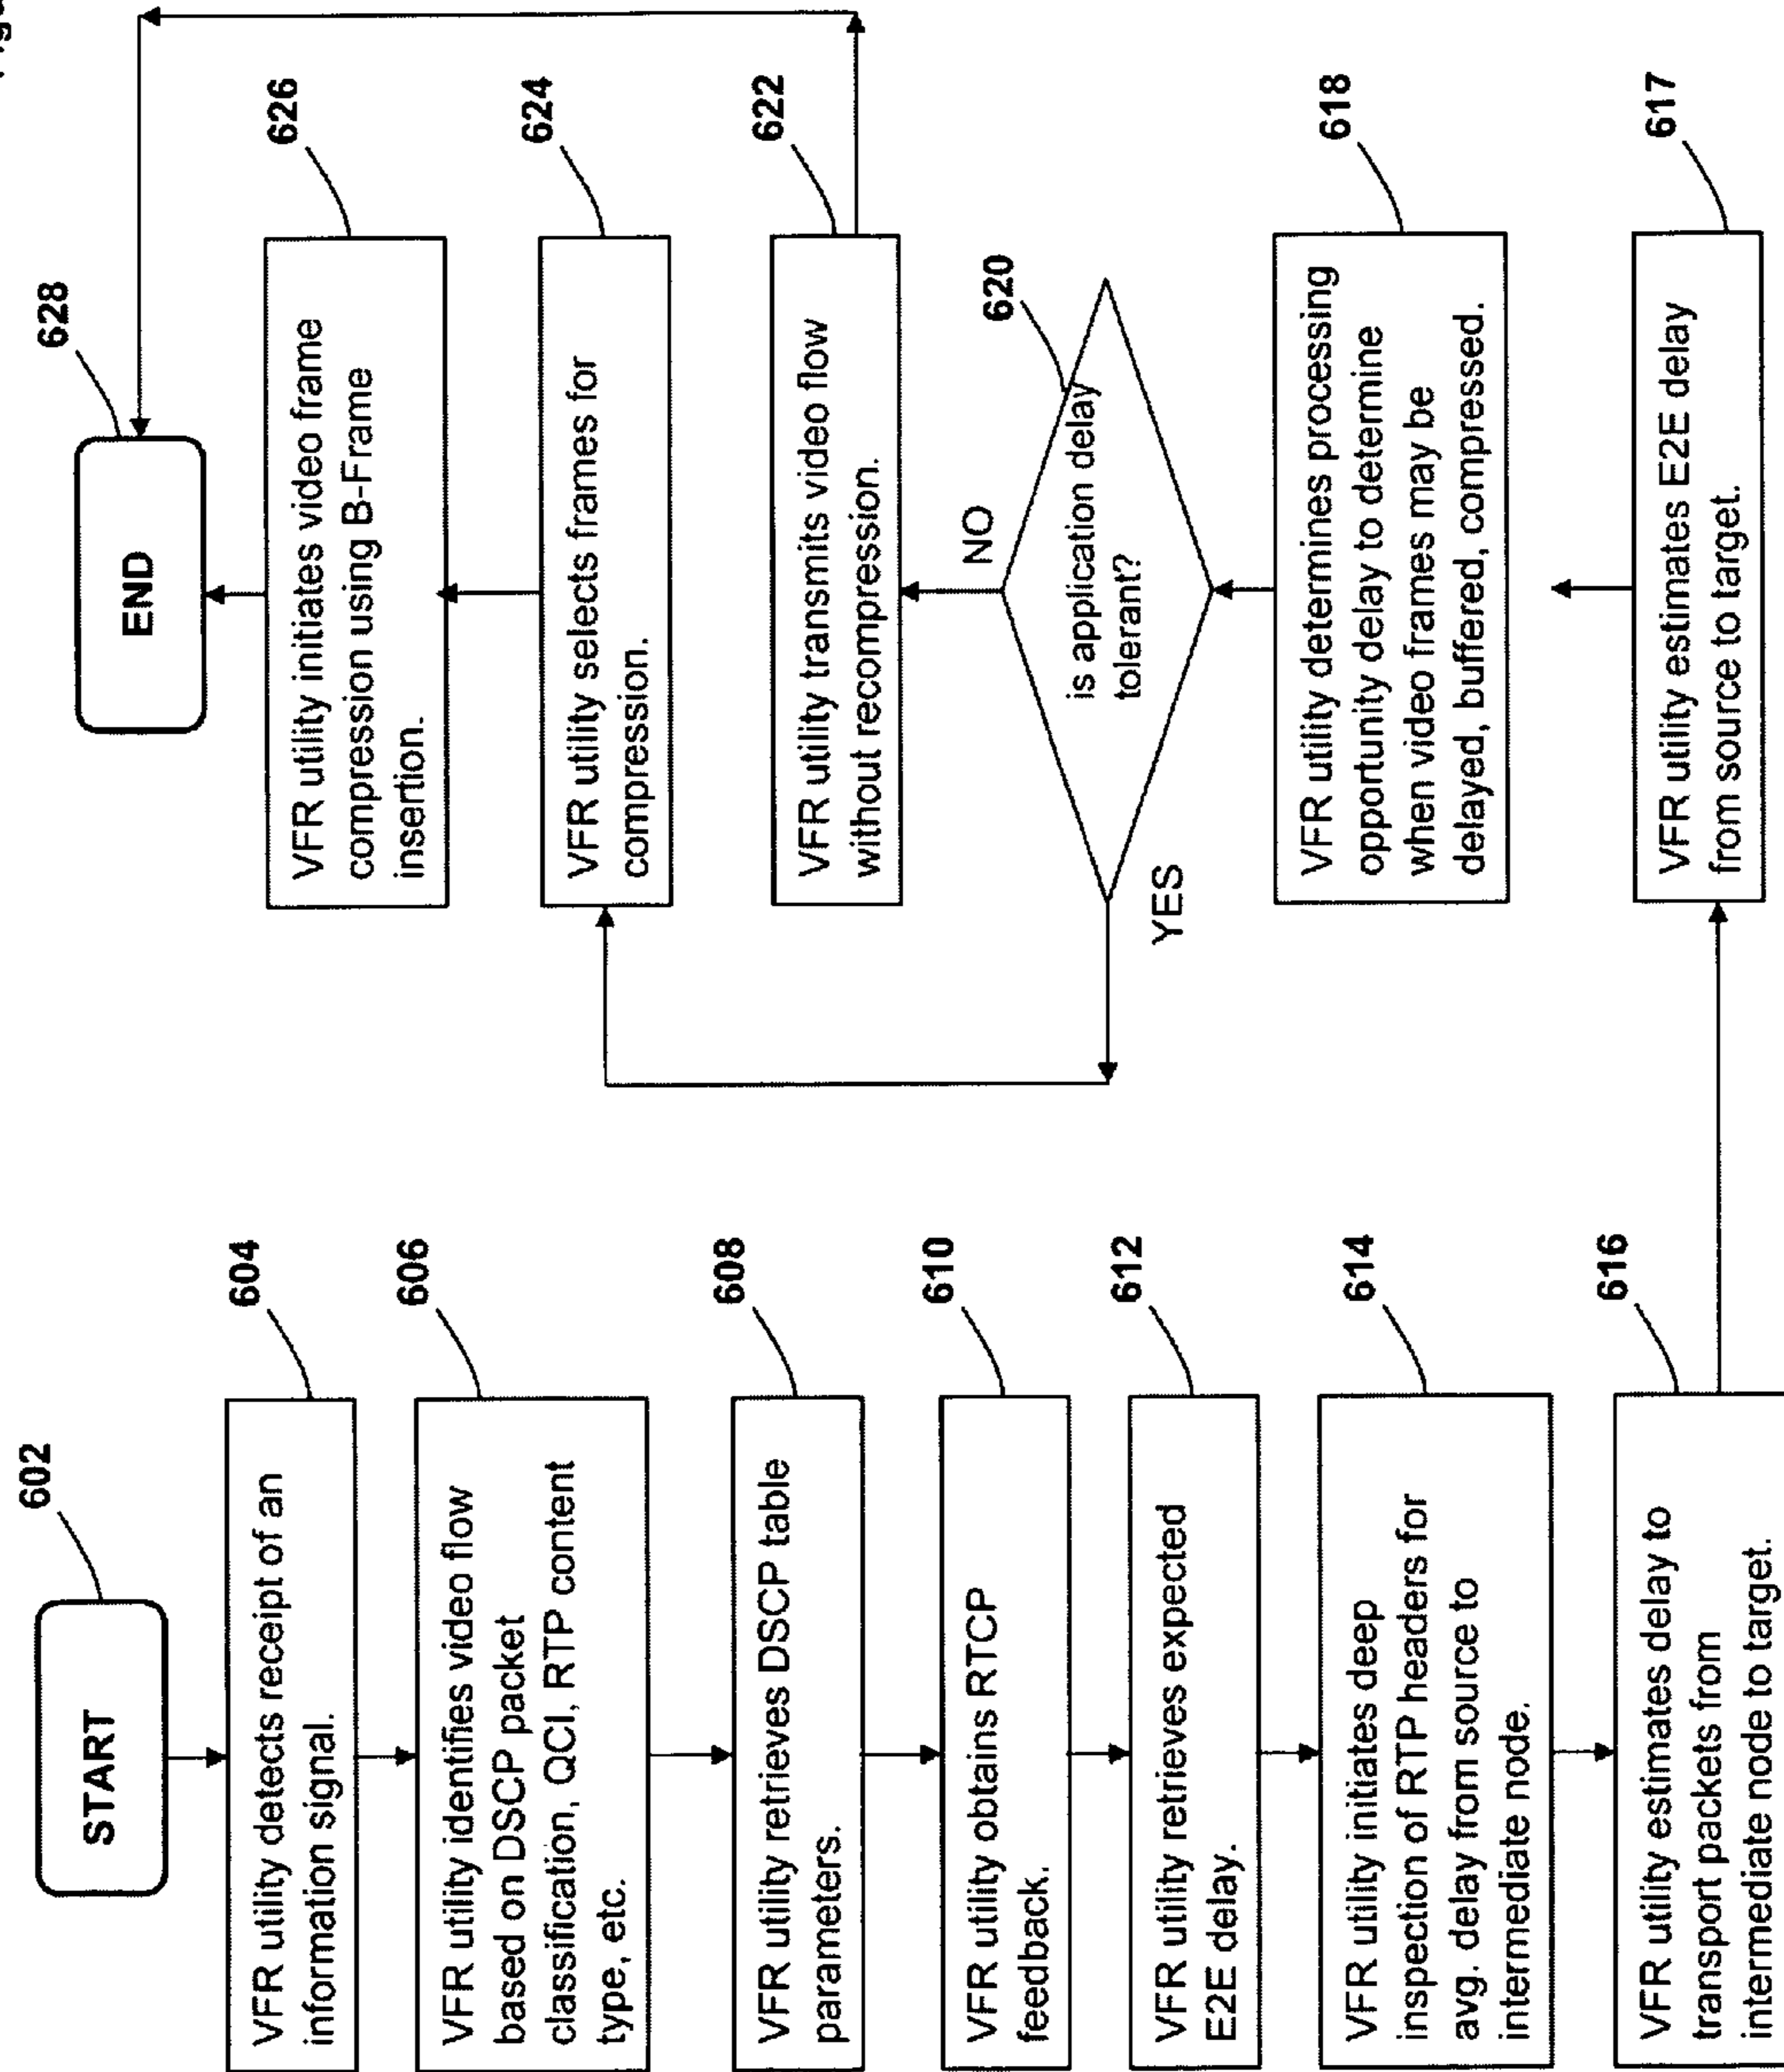 602
START
604
VFR utility detects receipt of an
information signal.
606
VFR utility identifies video flow
based on DSCP packet
classification, QCI, RTP content
type, etc.
608
VFR utility retrieves DSCP table
parameters.
610
VFR utility obtains RTCP
feedback.
612
VFR utility retrieves expected
E2E delay.
614
VFR utility initiates deep
inspection of RTP headers for
avg. delay from source to
intermediate node.
616
VFR utility estimates delay to
transport packets from
intermediate node to target.
628
END
626
VFR utility initiates video frame
compression using B-Frame
insertion.
624
VFR utility selects frames for
compression.
622
VFR utility transmits video flow
without recompression.
NO
620
is application delay
tolerant?
YES
618
VFR utility determines processing
opportunity delay to determine
when video frames may be
delayed, buffered, compressed.
617
VFR utility estimates E2E delay
from source to target.